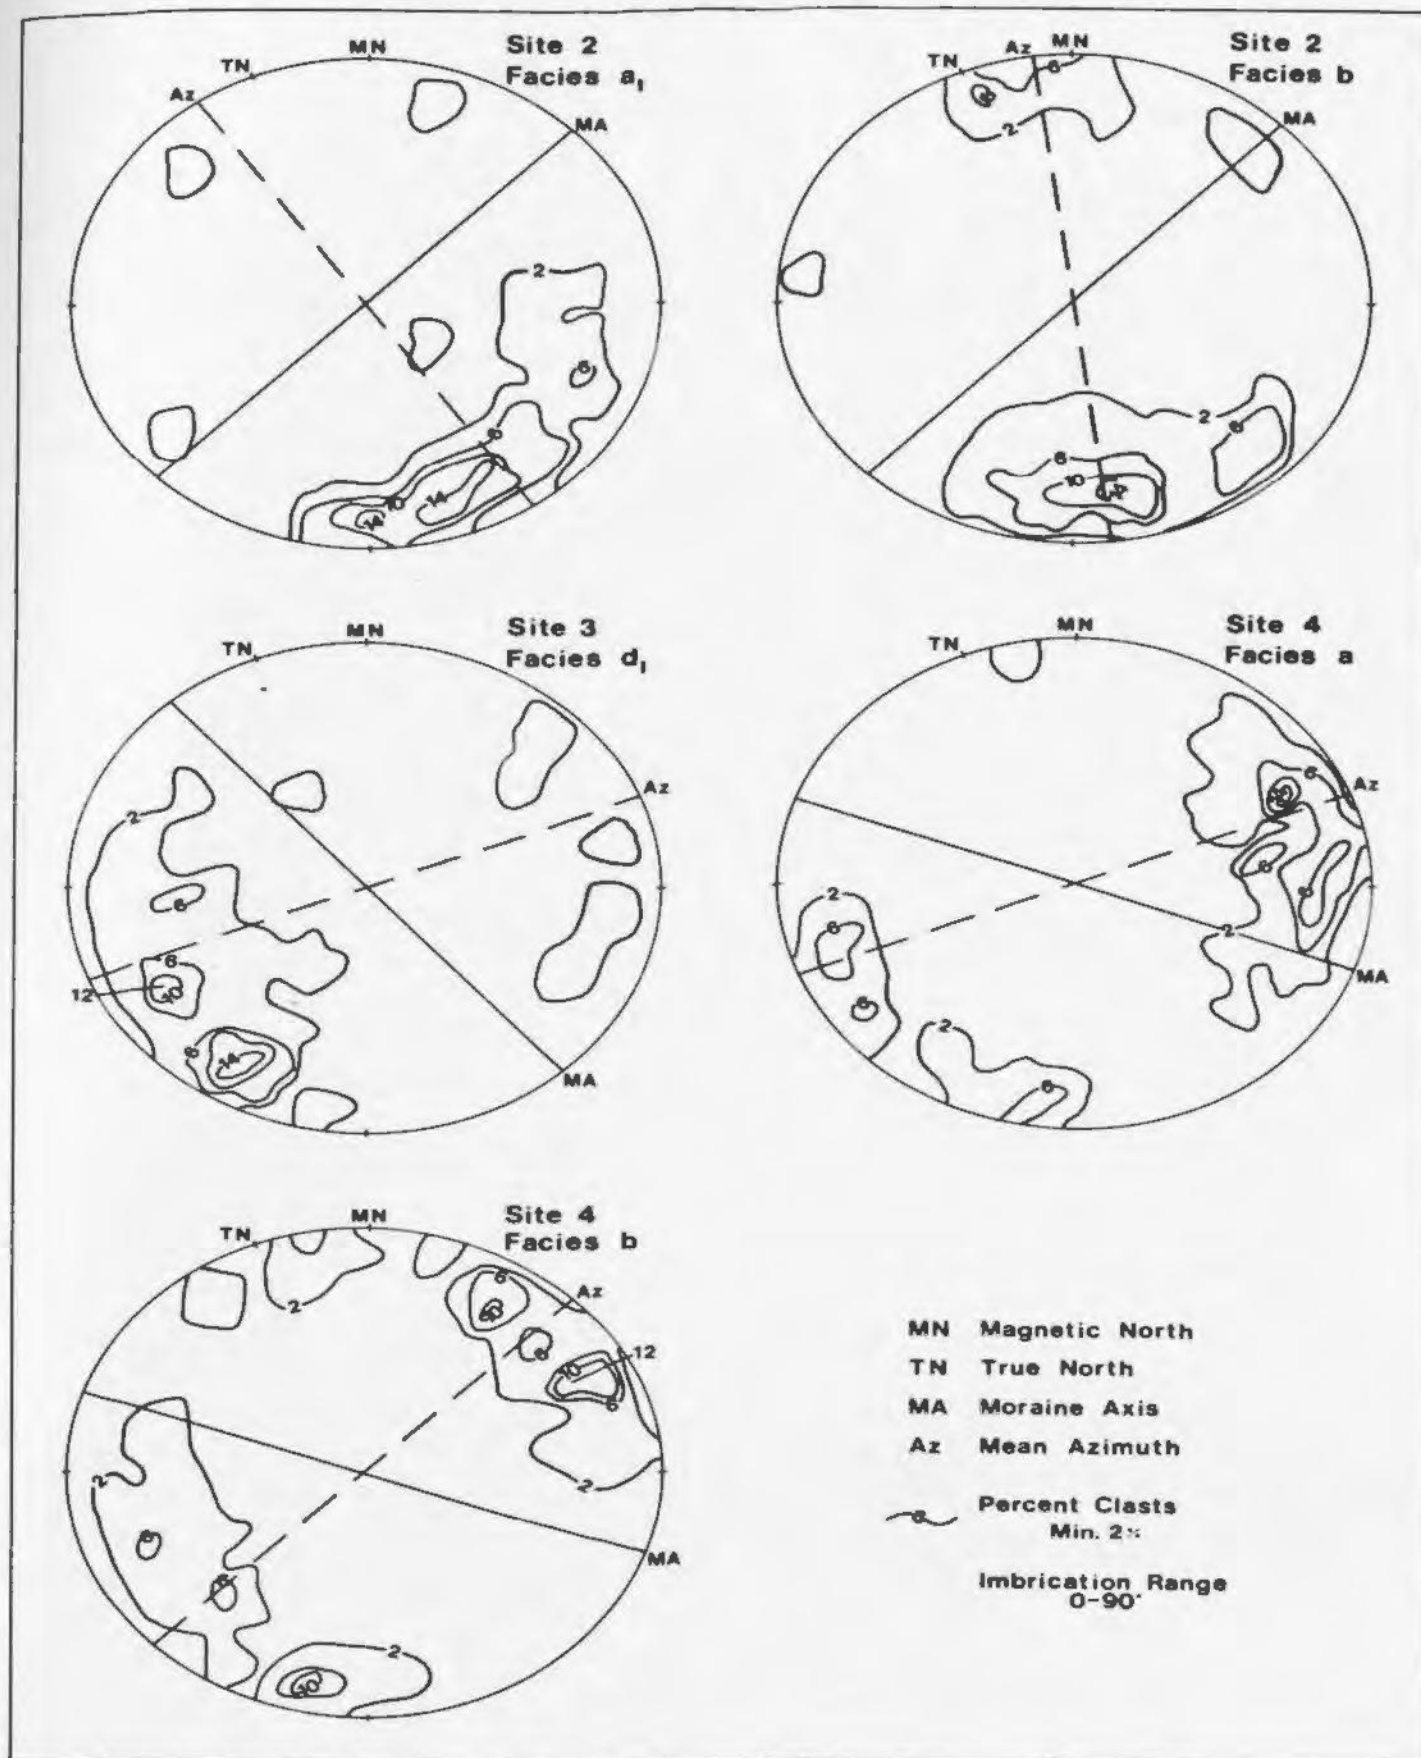 Site 2
Facies a₁
MN
TN
Az
MA
2
6
6
10
14
14
Site 2
Facies b
Az MN
TN
MA
6
2
2
6
6
10
Site 3
Facies d₁
MN
TN
Az
2
6
6
12
10
6
14
MA
Site 4
Facies a
MN
TN
6
Az
2
6
6
6
6
2
MA
2
6
Site 4
Facies b
MN
TN
Az
6
2
6
10
12
6
2
2
6
6
MA
2
10
MN Magnetic North
TN True North
MA Moraine Axis
Az Mean Azimuth
6 Percent Clasts
Min. 2%
Imbrication Range
0-90°